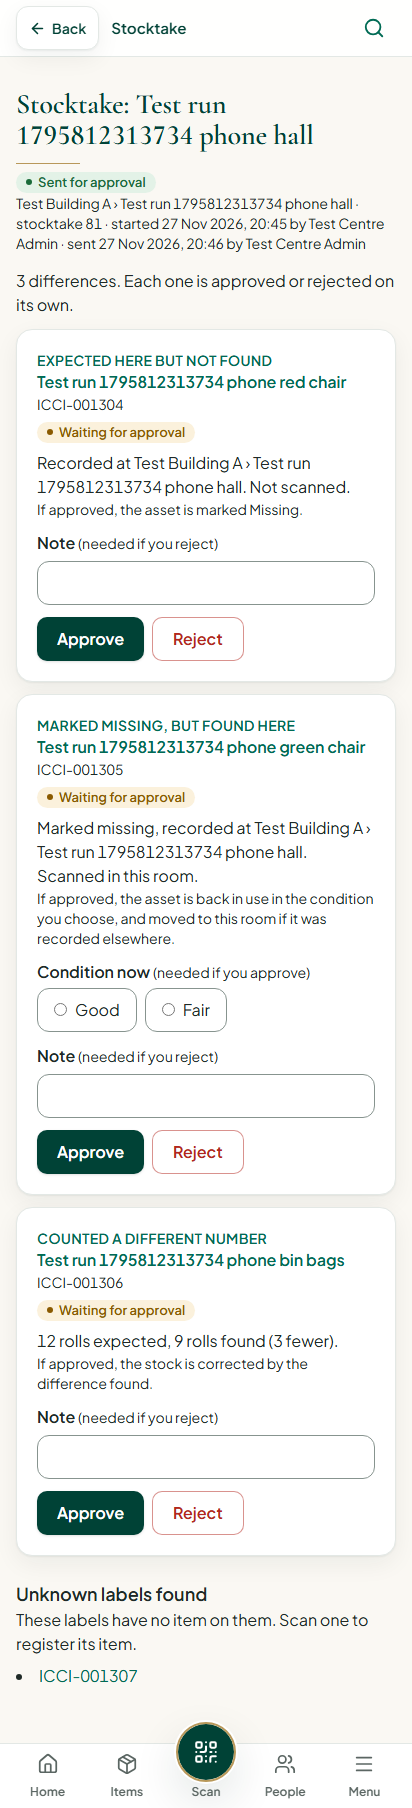 Back
Stocktake
Stocktake: Test run
1795812313734 phone hall
Sent for approval
Test Building A › Test run 1795812313734 phone hall ·
stocktake 81 · started 27 Nov 2026, 20:45 by Test Centre
Admin · sent 27 Nov 2026, 20:46 by Test Centre Admin
3 differences. Each one is approved or rejected on
its own.
EXPECTED HERE BUT NOT FOUND
Test run 1795812313734 phone red chair
ICCI-001304
Waiting for approval
Recorded at Test Building A › Test run
1795812313734 phone hall. Not scanned.
If approved, the asset is marked Missing.
Note (needed if you reject)
Approve
Reject
MARKED MISSING, BUT FOUND HERE
Test run 1795812313734 phone green chair
ICCI-001305
Waiting for approval
Marked missing, recorded at Test Building A ›
Test run 1795812313734 phone hall.
Scanned in this room.
If approved, the asset is back in use in the condition
you choose, and moved to this room if it was
recorded elsewhere.
Condition now (needed if you approve)
Good
Fair
Note (needed if you reject)
Approve
Reject
COUNTED A DIFFERENT NUMBER
Test run 1795812313734 phone bin bags
ICCI-001306
Waiting for approval
12 rolls expected, 9 rolls found (3 fewer).
If approved, the stock is corrected by the
difference found.
Note (needed if you reject)
Approve
Reject
Unknown labels found
These labels have no item on them. Scan one to
register its item.
ICCI-001307
Home
Items
Scan
People
Menu